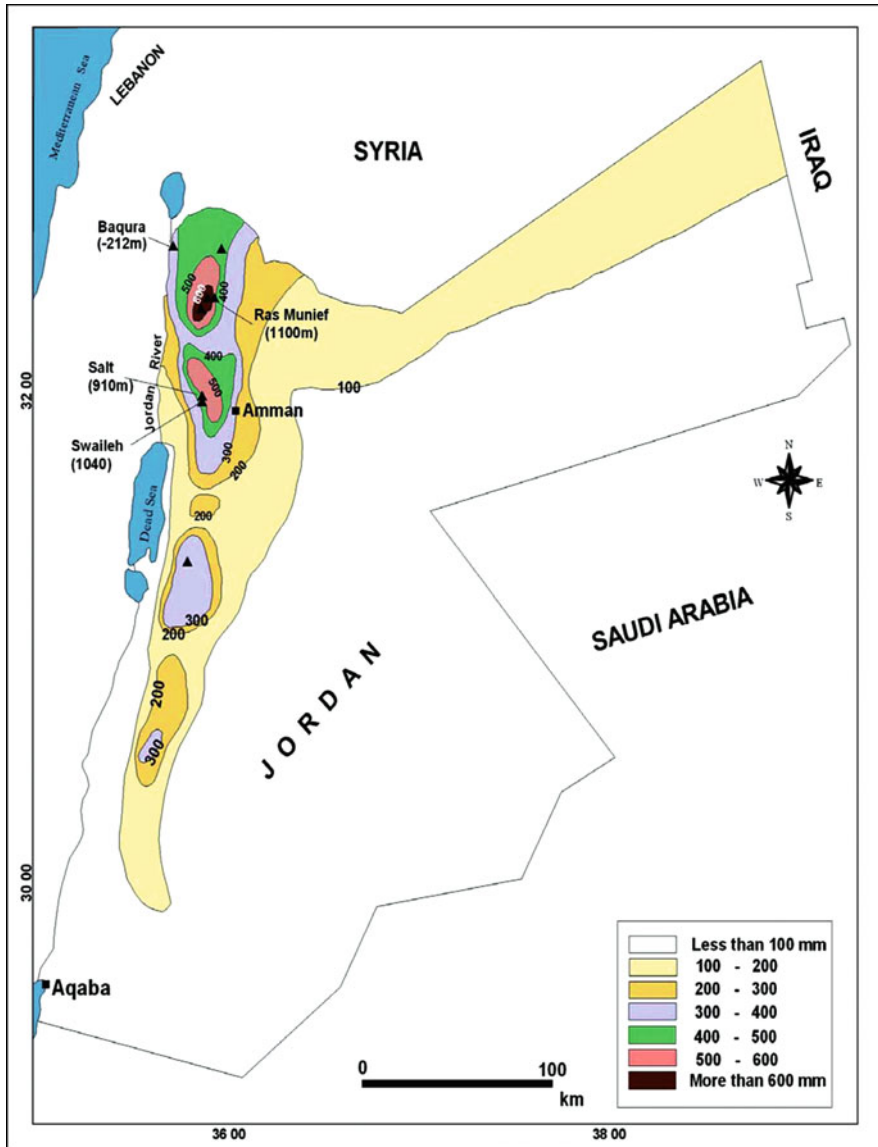 Mediterranean Sea
LEBANON
SYRIA
IRAQ
Baqura
(-212m)
500
600
400
Ras Munief
(1100m)
Jordan River
400
Salt
(910m)
500
100
32 00
Amman
Swaileh
(1040)
300
200
N
W E
S
Dead Sea
200
SAUDI ARABIA
300
200
JORDAN
200
300
30 00
Less than 100 mm
100 - 200
200 - 300
300 - 400
400 - 500
500 - 600
More than 600 mm
Aqaba
0 100
km
36 00 38 00